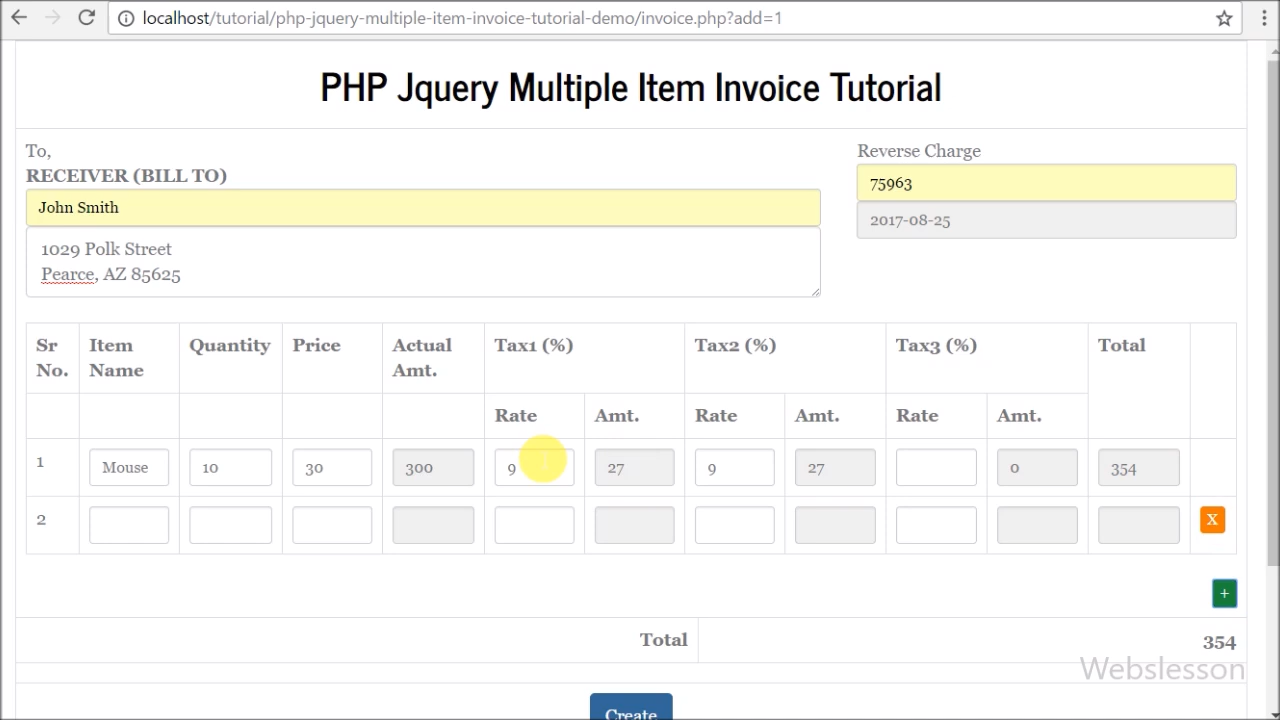 localhost/tutorial/php-jquery-multiple-item-invoice-tutorial-demo/invoice.php?add=1
PHP Jquery Multiple Item Invoice Tutorial
To,
RECEIVER (BILL TO)
John Smith
1029 Polk Street
Pearce, AZ 85625
Reverse Charge
75963
2017-08-25
Sr No. Item Name Quantity Price Actual Amt. Tax1 (%) Tax2 (%) Tax3 (%) Total
Rate Amt. Rate Amt. Rate Amt.
1 Mouse 10 30 300 9 27 9 27 0 354
2 X
+
Total 354
Webslesson
Create